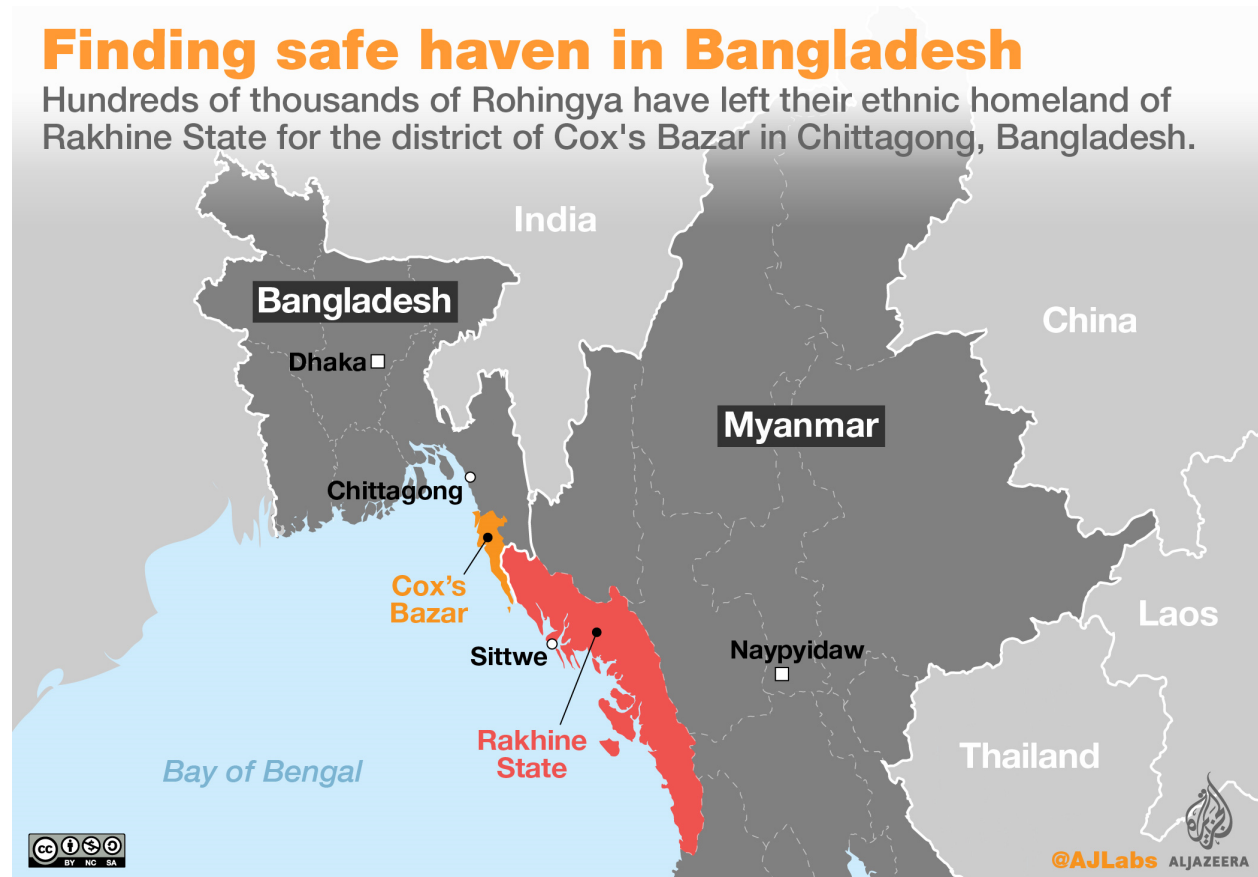 Finding safe haven in Bangladesh
Hundreds of thousands of Rohingya have left their ethnic homeland of
Rakhine State for the district of Cox's Bazar in Chittagong, Bangladesh.
India
Bangladesh
China
Dhaka
Myanmar
Chittagong
Cox’s
Bazar
Laos
Sittwe
Naypyidaw
Rakhine
State
Thailand
Bay of Bengal
cc
BY NC SA
@AJLabs
الجزيرة
ALJAZEERA